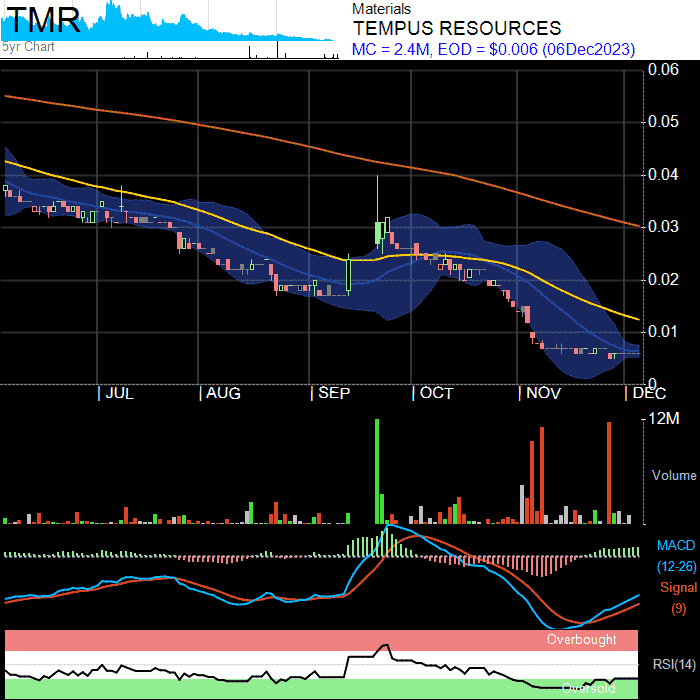 TMR
5yr Chart
Materials
TEMPUS RESOURCES
MC = 2.4M, EOD = $0.006 (06Dec2023)
0.06
0.05
0.04
0.03
0.02
0.01
0
| JUL | AUG | SEP | OCT | NOV | DEC
12M
Volume
MACD
(12-26)
Signal
(9)
Overbought
RSI(14)
Oversold